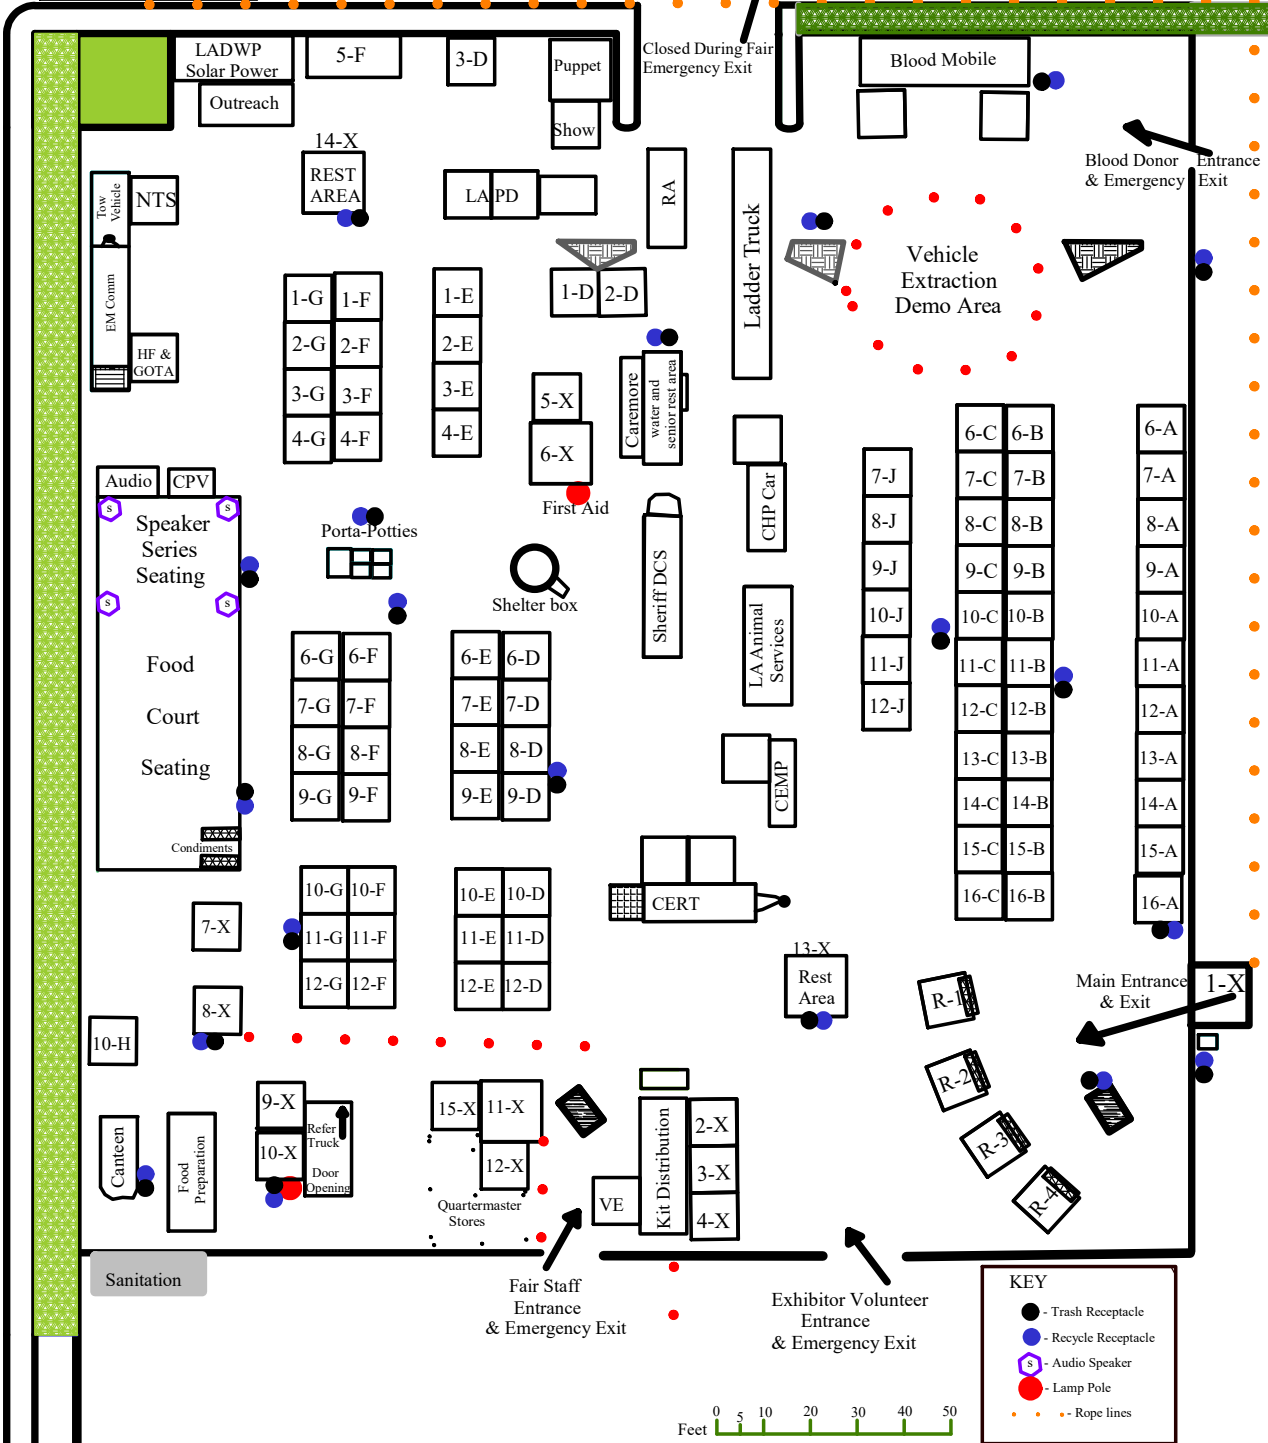 LADWP
Solar Power
Outreach
5-F
3-D
Puppet
Show
Closed During Fair
Emergency Exit
Blood Mobile
Blood Donor Entrance
& Emergency Exit
14-X
REST
AREA
LAPD
RA
Ladder Truck
Vehicle
Extraction
Demo Area
Tow
Vehicle
NTS
EM Comm
HF &
GOTA
1-G
1-F
2-G
2-F
3-G
3-F
4-G
4-F
1-E
2-E
3-E
4-E
1-D
2-D
5-X
6-X
First Aid
Caremore
water and
senior rest area
CHP Car
7-J
8-J
9-J
10-J
11-J
12-J
6-C
6-B
7-C
7-B
8-C
8-B
9-C
9-B
10-C
10-B
11-C
11-B
12-C
12-B
13-C
13-B
14-C
14-B
15-C
15-B
16-C
16-B
6-A
7-A
8-A
9-A
10-A
11-A
12-A
13-A
14-A
15-A
16-A
Audio
CPV
s
s
Speaker
Series
Seating
s
s
Food
Court
Seating
Condiments
Porta-Potties
Shelter box
Sheriff DCS
LA Animal
Services
6-G
6-F
7-G
7-F
8-G
8-F
9-G
9-F
6-E
6-D
7-E
7-D
8-E
8-D
9-E
9-D
CEMP
CERT
10-G
10-F
11-G
11-F
12-G
12-F
10-E
10-D
11-E
11-D
12-E
12-D
7-X
8-X
10-H
13-X
Rest
Area
R-1
R-2
R-3
R-4
Main Entrance
& Exit
1-X
9-X
10-X
Refer
Truck
Door
Opening
Canteen
Food
Preparation
15-X
11-X
12-X
Quartermaster
Stores
VE
Kit Distribution
2-X
3-X
4-X
Sanitation
Fair Staff
Entrance
& Emergency Exit
Exhibitor Volunteer
Entrance
& Emergency Exit
KEY
- Trash Receptacle
- Recycle Receptacle
s - Audio Speaker
- Lamp Pole
- Rope lines
Feet 0 5 10 20 30 40 50